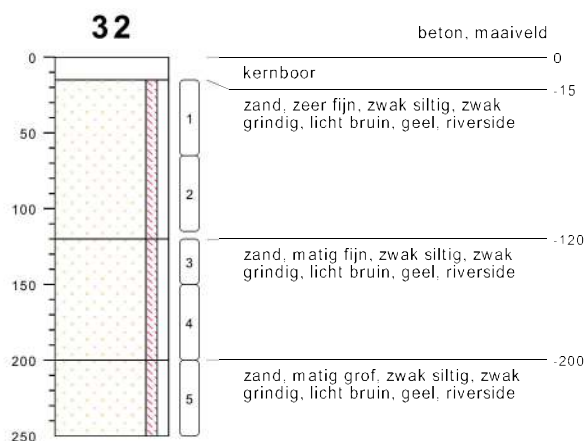 32
beton, maaiveld
0
0
kernboor
-15
zand, zeer fijn, zwak siltig, zwak
grindig, licht bruin, geel, riverside
1
50
2
100
-120
zand, matig fijn, zwak siltig, zwak
grindig, licht bruin, geel, riverside
3
150
4
200
-200
zand, matig grof, zwak siltig, zwak
grindig, licht bruin, geel, riverside
5
250